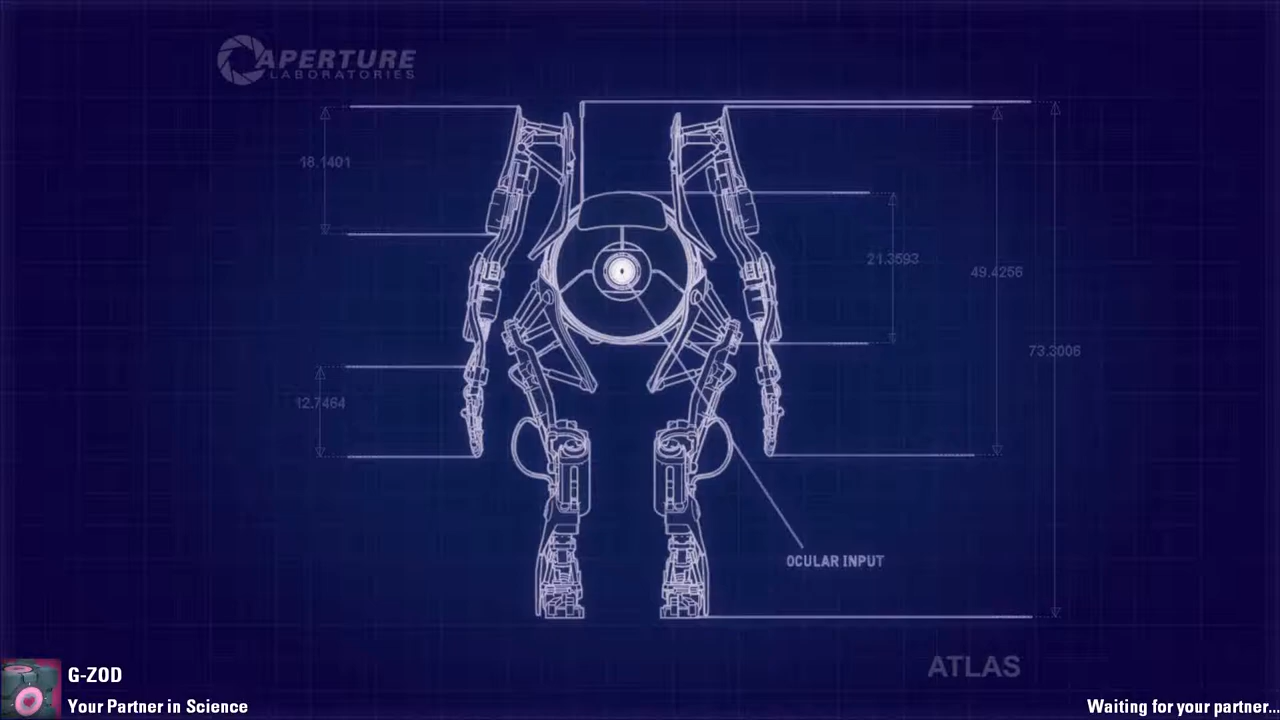 APERTURE
LABORATORIES
18.1401
21.3593
49.4256
73.3006
12.7464
OCULAR INPUT
ATLAS
G-ZOD
Your Partner in Science
Waiting for your partner...